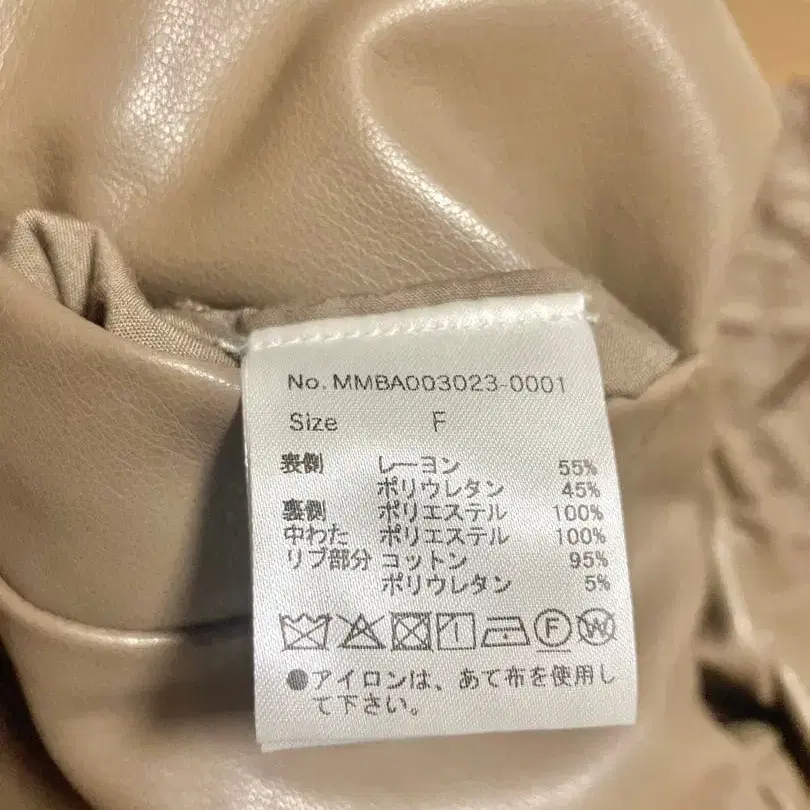 No. MMBA003023-0001
Size F
表側 レーヨン 55%
ポリウレタン 45%
裏側 ポリエステル 100%
中わた ポリエステル 100%
リブ部分 コットン 95%
ポリウレタン 5%
F W
●アイロンは、あて布を使用し
て下さい。